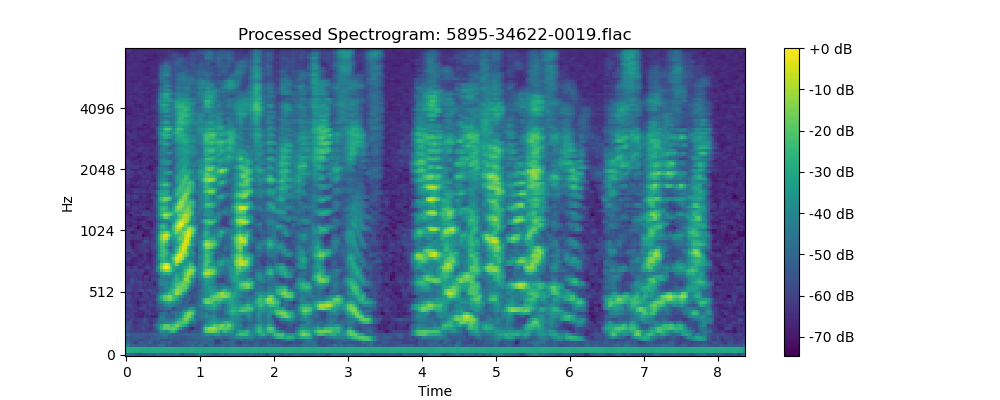 Processed Spectrogram: 5895-34622-0019.flac
+0 dB
4096
-10 dB
-20 dB
2048
-30 dB
Hz
1024
-40 dB
-50 dB
512
-60 dB
-70 dB
0
0 1 2 3 4 5 6 7 8
Time